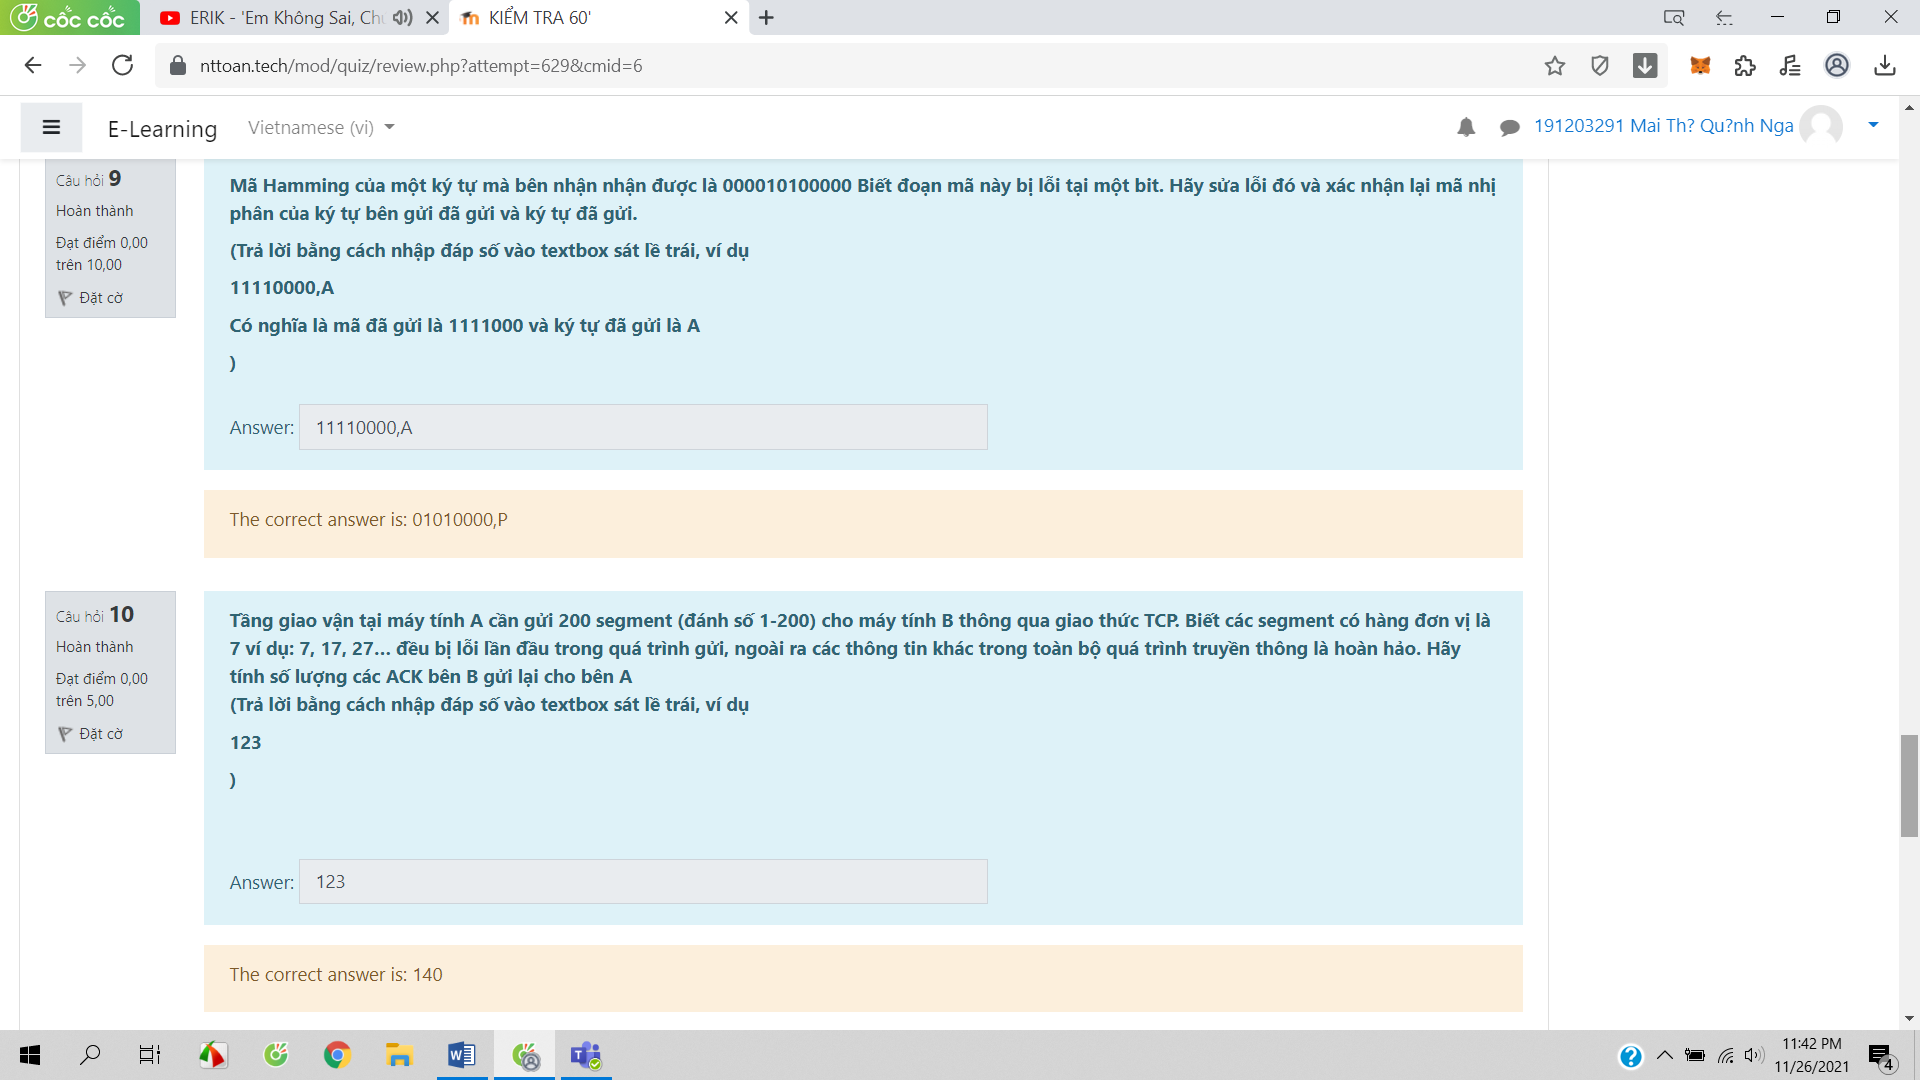 cốc cốc
ERIK - 'Em Không Sai, Chú
KIỂM TRA 60'
nttoan.tech/mod/quiz/review.php?attempt=629&cmid=6
E-Learning
Vietnamese (vi)
191203291 Mai Th? Qu?nh Nga
Câu hỏi 9
Hoàn thành
Đạt điểm 0,00
trên 10,00
Đặt cờ
Mã Hamming của một ký tự mà bên nhận nhận được là 000010100000 Biết đoạn mã này bị lỗi tại một bit. Hãy sửa lỗi đó và xác nhận lại mã nhị
phân của ký tự bên gửi đã gửi và ký tự đã gửi.
(Trả lời bằng cách nhập đáp số vào textbox sát lề trái, ví dụ
11110000,A
Có nghĩa là mã đã gửi là 1111000 và ký tự đã gửi là A
)
Answer: 11110000,A
The correct answer is: 01010000,P
Câu hỏi 10
Hoàn thành
Đạt điểm 0,00
trên 5,00
Đặt cờ
Tầng giao vận tại máy tính A cần gửi 200 segment (đánh số 1-200) cho máy tính B thông qua giao thức TCP. Biết các segment có hàng đơn vị là
7 ví dụ: 7, 17, 27... đều bị lỗi lần đầu trong quá trình gửi, ngoài ra các thông tin khác trong toàn bộ quá trình truyền thông là hoàn hảo. Hãy
tính số lượng các ACK bên B gửi lại cho bên A
(Trả lời bằng cách nhập đáp số vào textbox sát lề trái, ví dụ
123
)
Answer: 123
The correct answer is: 140
11:42 PM
11/26/2021
4